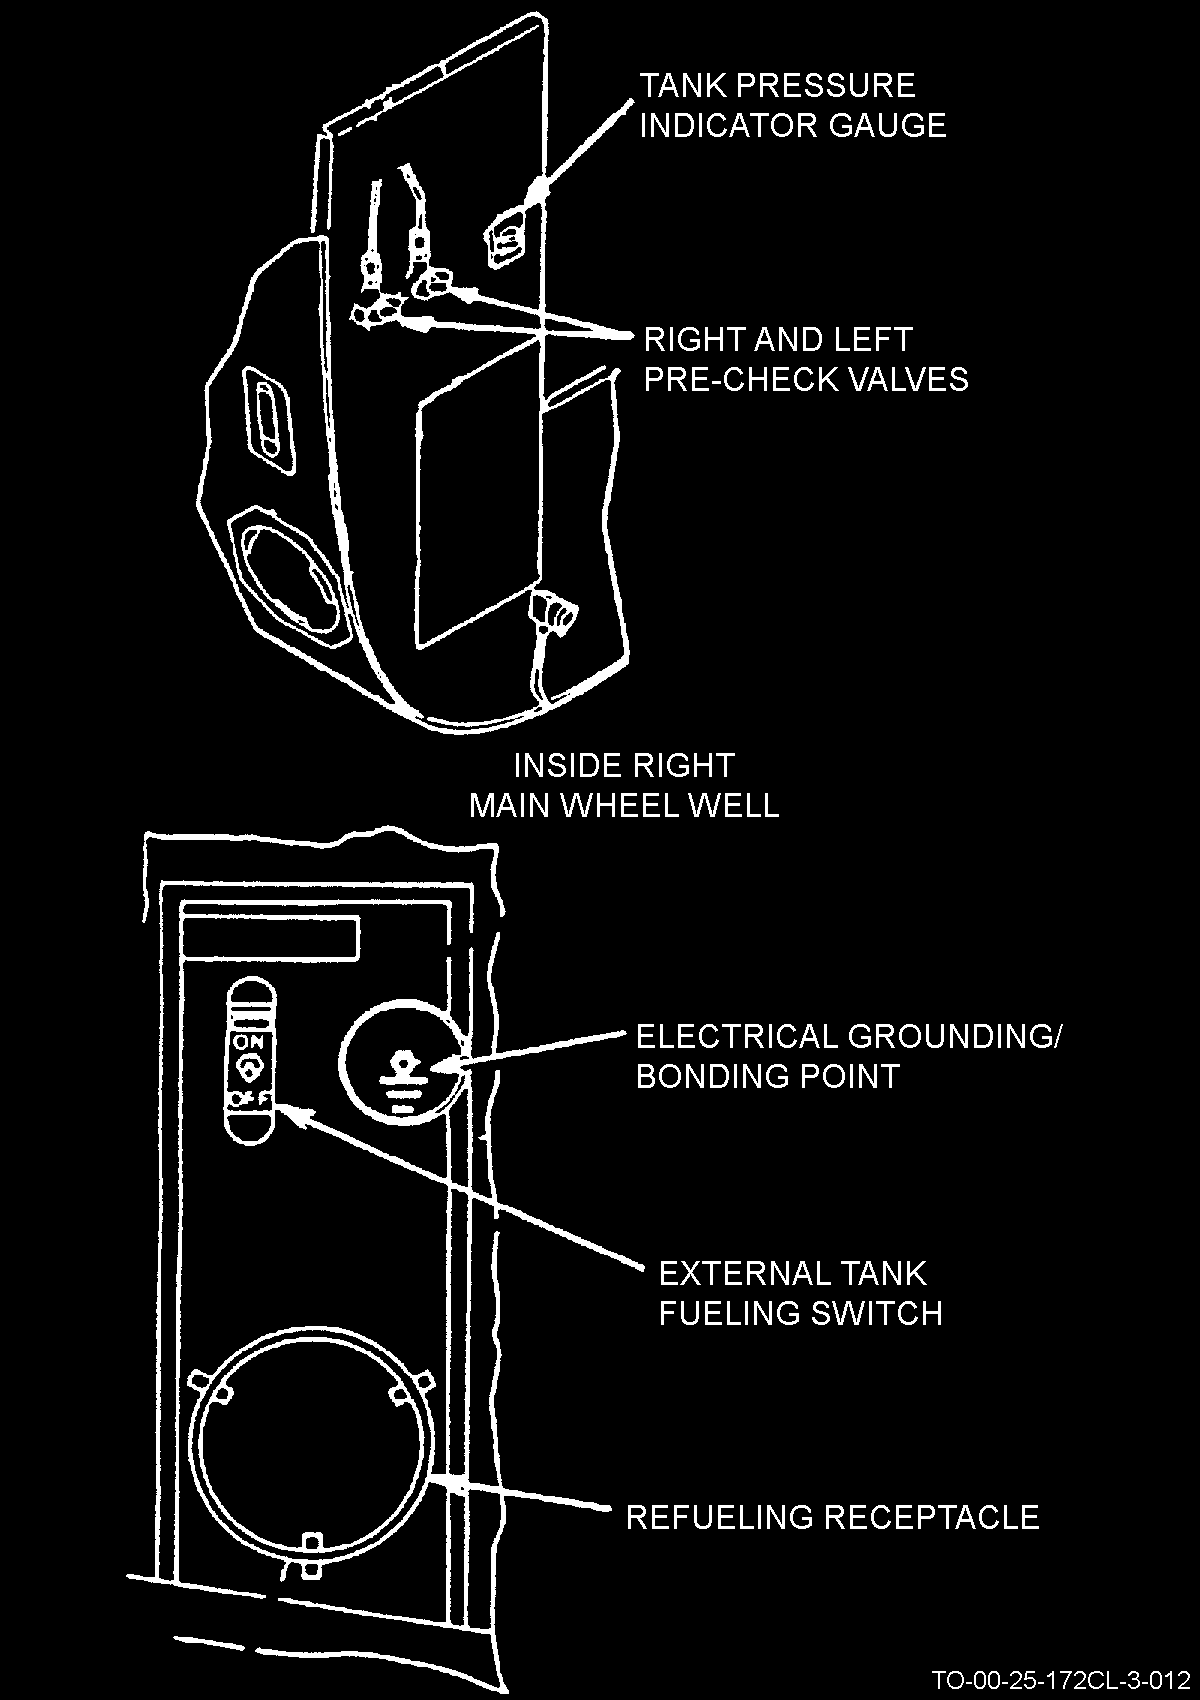 TANK PRESSURE
INDICATOR GAUGE
RIGHT AND LEFT
PRE-CHECK VALVES
INSIDE RIGHT
MAIN WHEEL WELL
ON
OFF
ELECTRICAL GROUNDING/
BONDING POINT
EXTERNAL TANK
FUELING SWITCH
REFUELING RECEPTACLE
TO-00-25-172CL-3-012